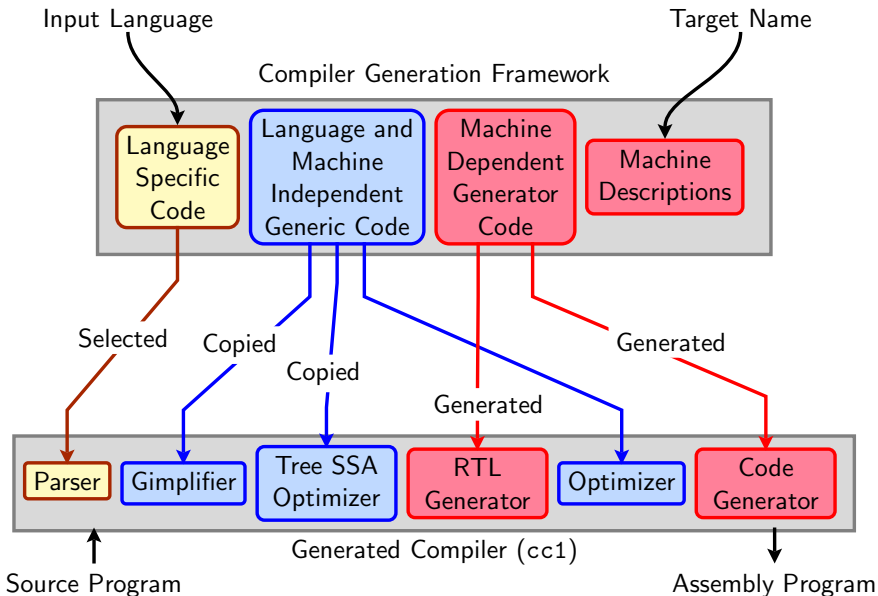 Input Language
Target Name
Compiler Generation Framework
Language
Specific
Code
Language and
Machine
Independent
Generic Code
Machine
Dependent
Generator
Code
Machine
Descriptions
Selected
Copied
Copied
Generated
Generated
Parser
Gimplifier
Tree SSA
Optimizer
RTL
Generator
Optimizer
Code
Generator
Generated Compiler (cc1)
Source Program
Assembly Program